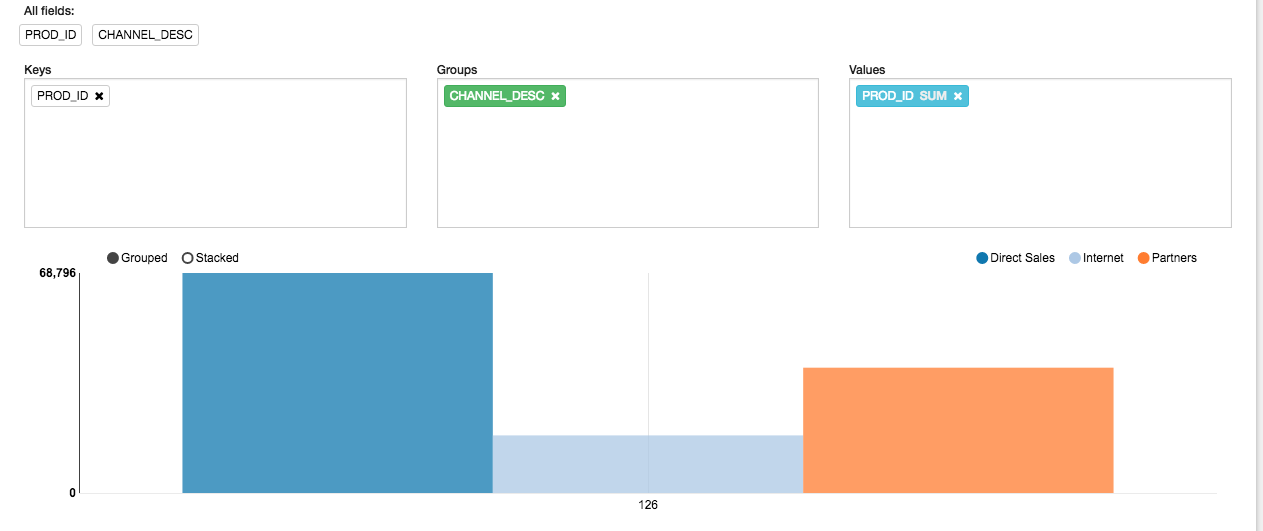 All fields:
PROD_ID CHANNEL_DESC
Keys Groups Values
PROD_ID ✖ CHANNEL_DESC ✖ PROD_ID SUM ✖
Grouped Stacked Direct Sales Internet Partners
68,796
0
126